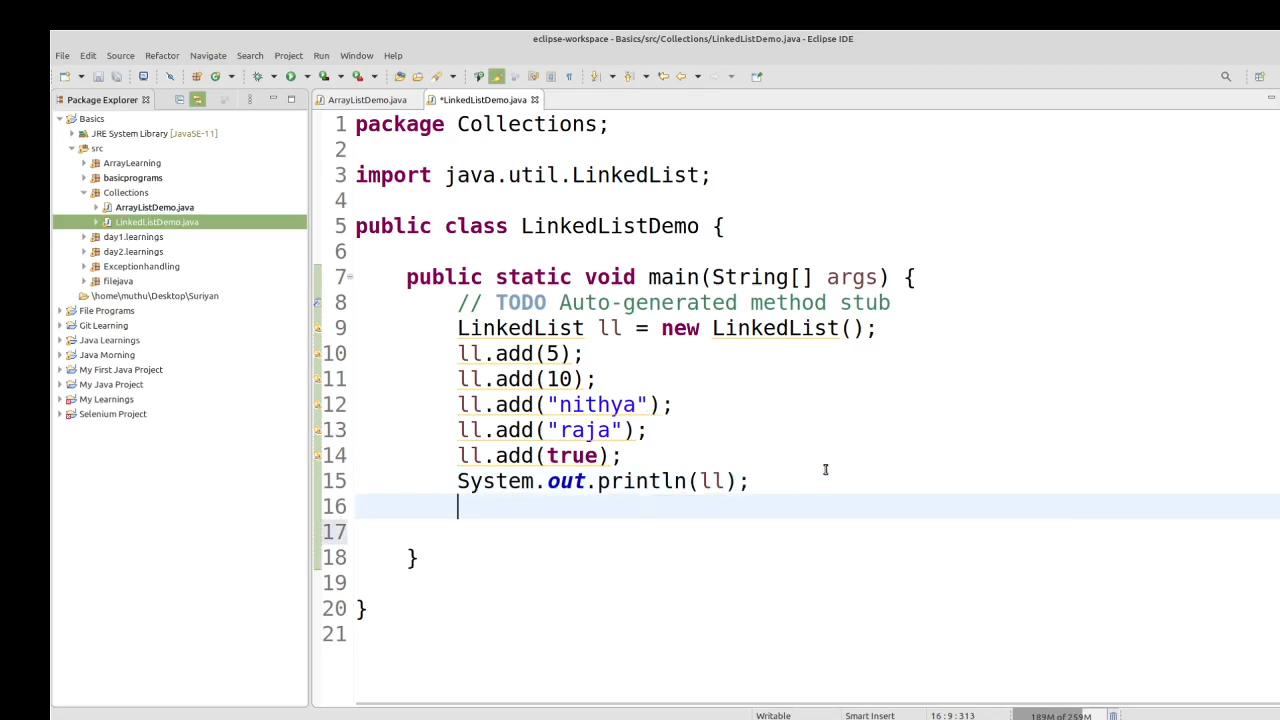 eclipse-workspace - Basics/src/Collections/LinkedListDemo.java - Eclipse IDE
File Edit Source Refactor Navigate Search Project Run Window Help
Package Explorer
ArrayListDemo.java
*LinkedListDemo.java
Basics
JRE System Library [JavaSE-11]
src
ArrayLearning
basicprograms
Collections
ArrayListDemo.java
LinkedListDemo.java
day1.learnings
day2.learnings
Exceptionhandling
filejava
\home\muthu\Desktop\Suriyan
File Programs
Git Learning
Java Learnings
Java Morning
My First Java Project
My Java Project
My Learnings
Selenium Project
1 package Collections;
2
3 import java.util.LinkedList;
4
5 public class LinkedListDemo {
6
7 public static void main(String[] args) {
8 // TODO Auto-generated method stub
9 LinkedList ll = new LinkedList();
10 ll.add(5);
11 ll.add(10);
12 ll.add("nithya");
13 ll.add("raja");
14 ll.add(true);
15 System.out.println(ll);
16
17
18 }
19
20 }
21
Writable Smart Insert 16:9:313 189M of 259M